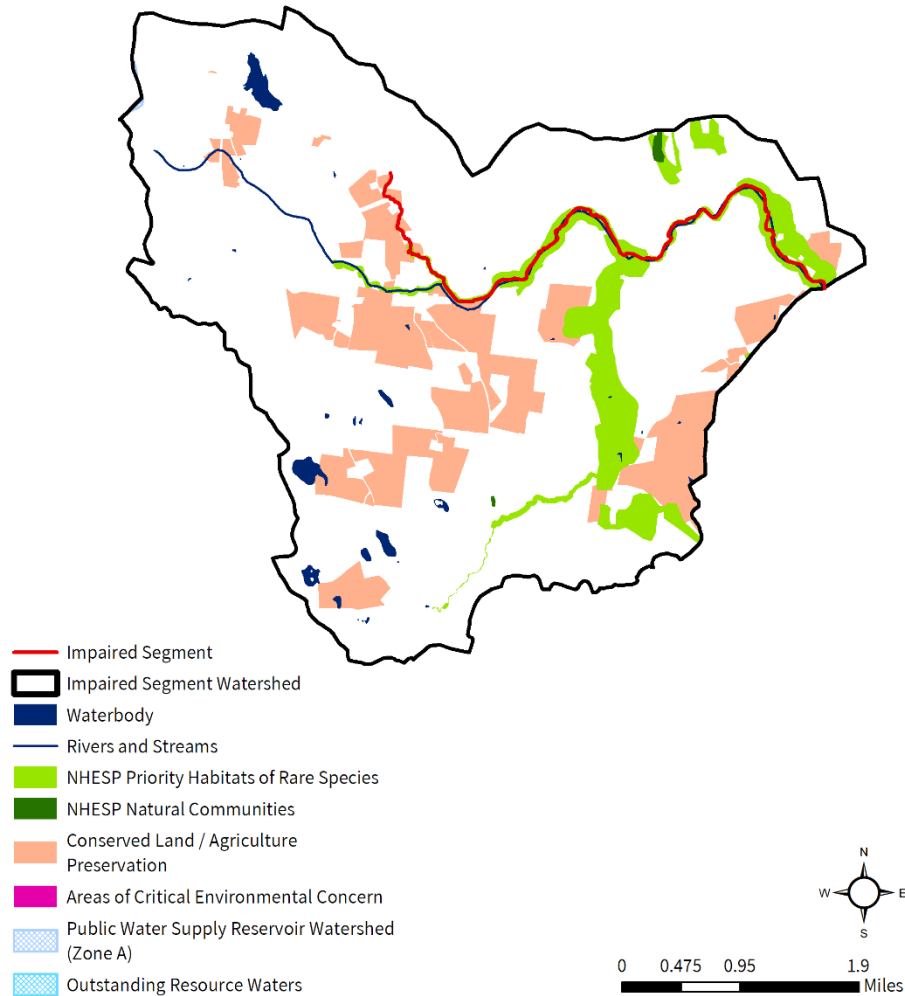 Impaired Segment
Impaired Segment Watershed
Waterbody
Rivers and Streams
NHESP Priority Habitats of Rare Species
NHESP Natural Communities
Conserved Land / Agriculture
Preservation
Areas of Critical Environmental Concern
Public Water Supply Reservoir Watershed
(Zone A)
Outstanding Resource Waters
N
W E
S
0 0.475 0.95 1.9
Miles